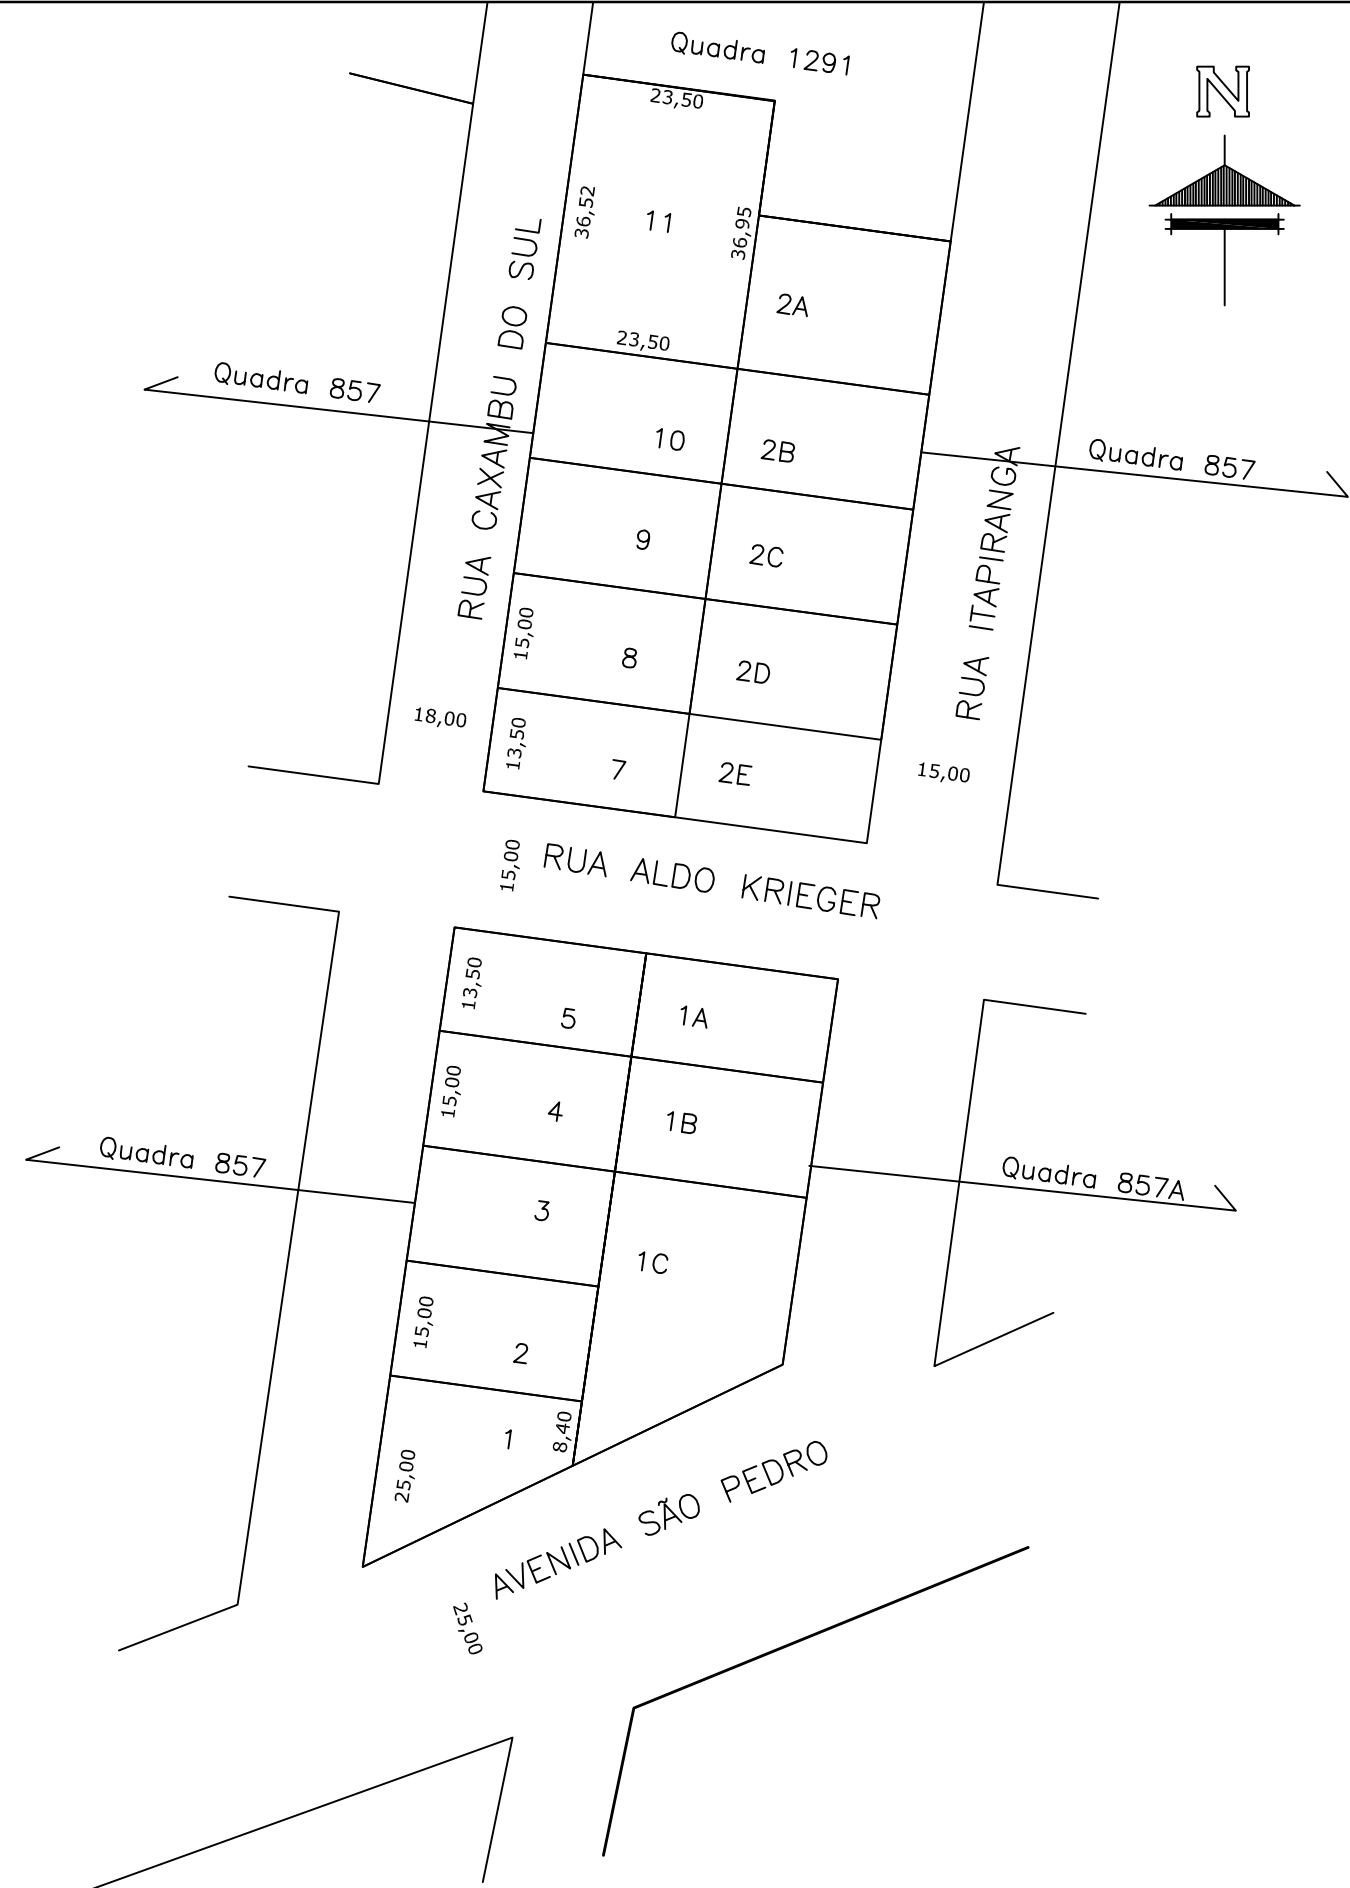 Quadra 1291
N
23,50
36,52
11
36,95
RUA CAXAMBU DO SUL
2A
23,50
Quadra 857
10
2B
Quadra 857
RUA ITAPIRANGA
9
2C
15,00
8
2D
18,00
13,50
7
2E
15,00
15,00
RUA ALDO KRIEGER
13,50
5
1A
15,00
4
1B
Quadra 857
Quadra 857A
3
1C
15,00
2
1
8,40
25,00
AVENIDA SÃO PEDRO
25,00